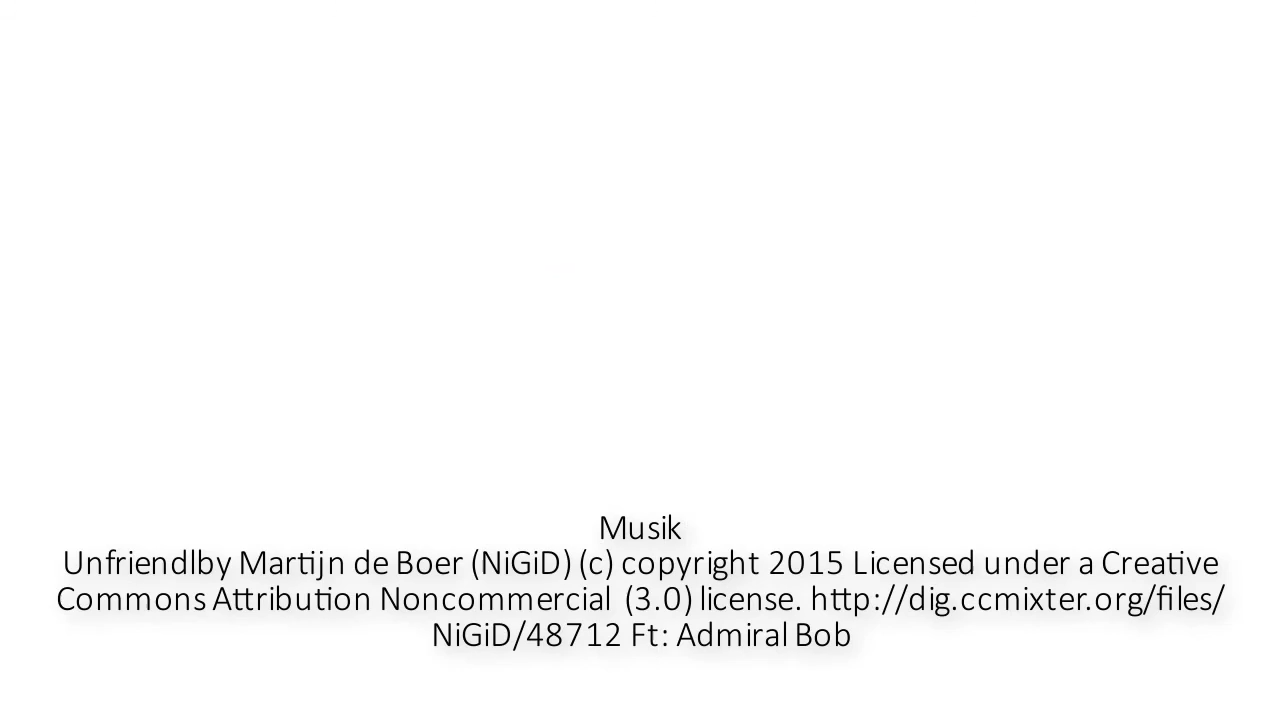 Musik
Unfriendlby Martijn de Boer (NiGiD) (c) copyright 2015 Licensed under a Creative
Commons Attribution Noncommercial (3.0) license. http://dig.ccmixter.org/files/
NiGiD/48712 Ft: Admiral Bob